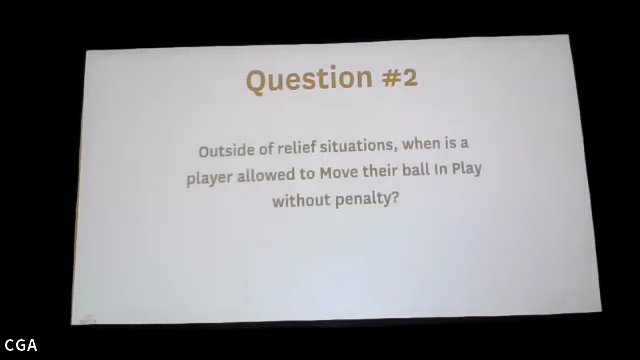 Question #2
Outside of relief situations, when is a
player allowed to Move their ball In Play
without penalty?
CGA